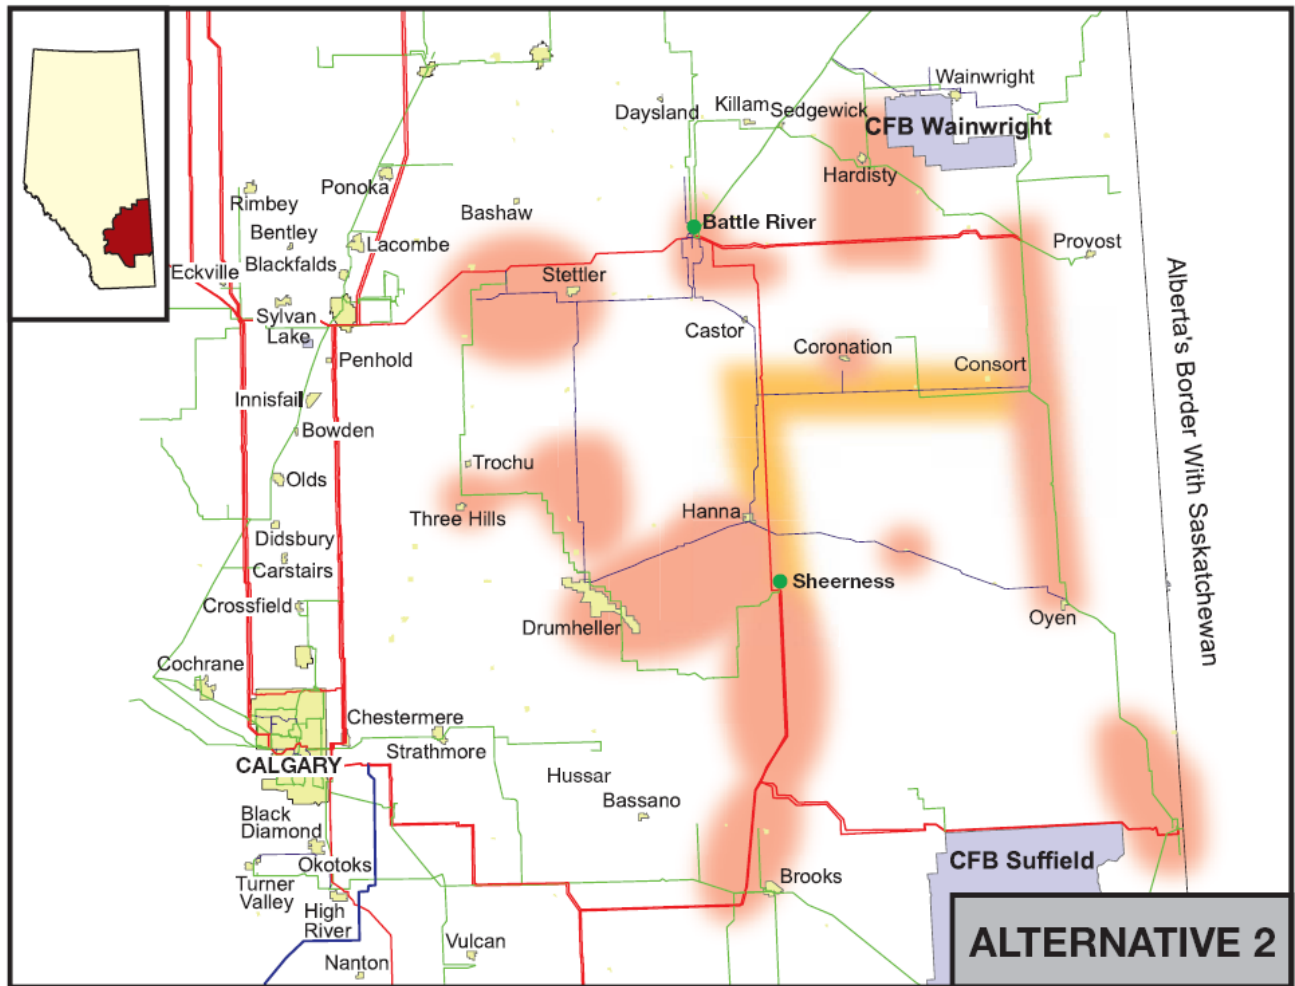 Wainwright
Daysland
Killam
Sedgewick
CFB Wainwright
Hardisty
Ponoka
Rimbey
Bashaw
Battle River
Bentley
Lacombe
Provost
Blackfalds
Eckville
Stettler
Sylvan
Lake
Castor
Coronation
Penhold
Consort
Innisfail
Bowden
Trochu
Olds
Three Hills
Hanna
Didsbury
Carstairs
Sheerness
Crossfield
Drumheller
Oyen
Alberta's Border With Saskatchewan
Cochrane
Chestermere
Strathmore
CALGARY
Hussar
Bassano
Black
Diamond
Okotoks
CFB Suffield
Turner
Valley
Brooks
High
River
Vulcan
Nanton
ALTERNATIVE 2